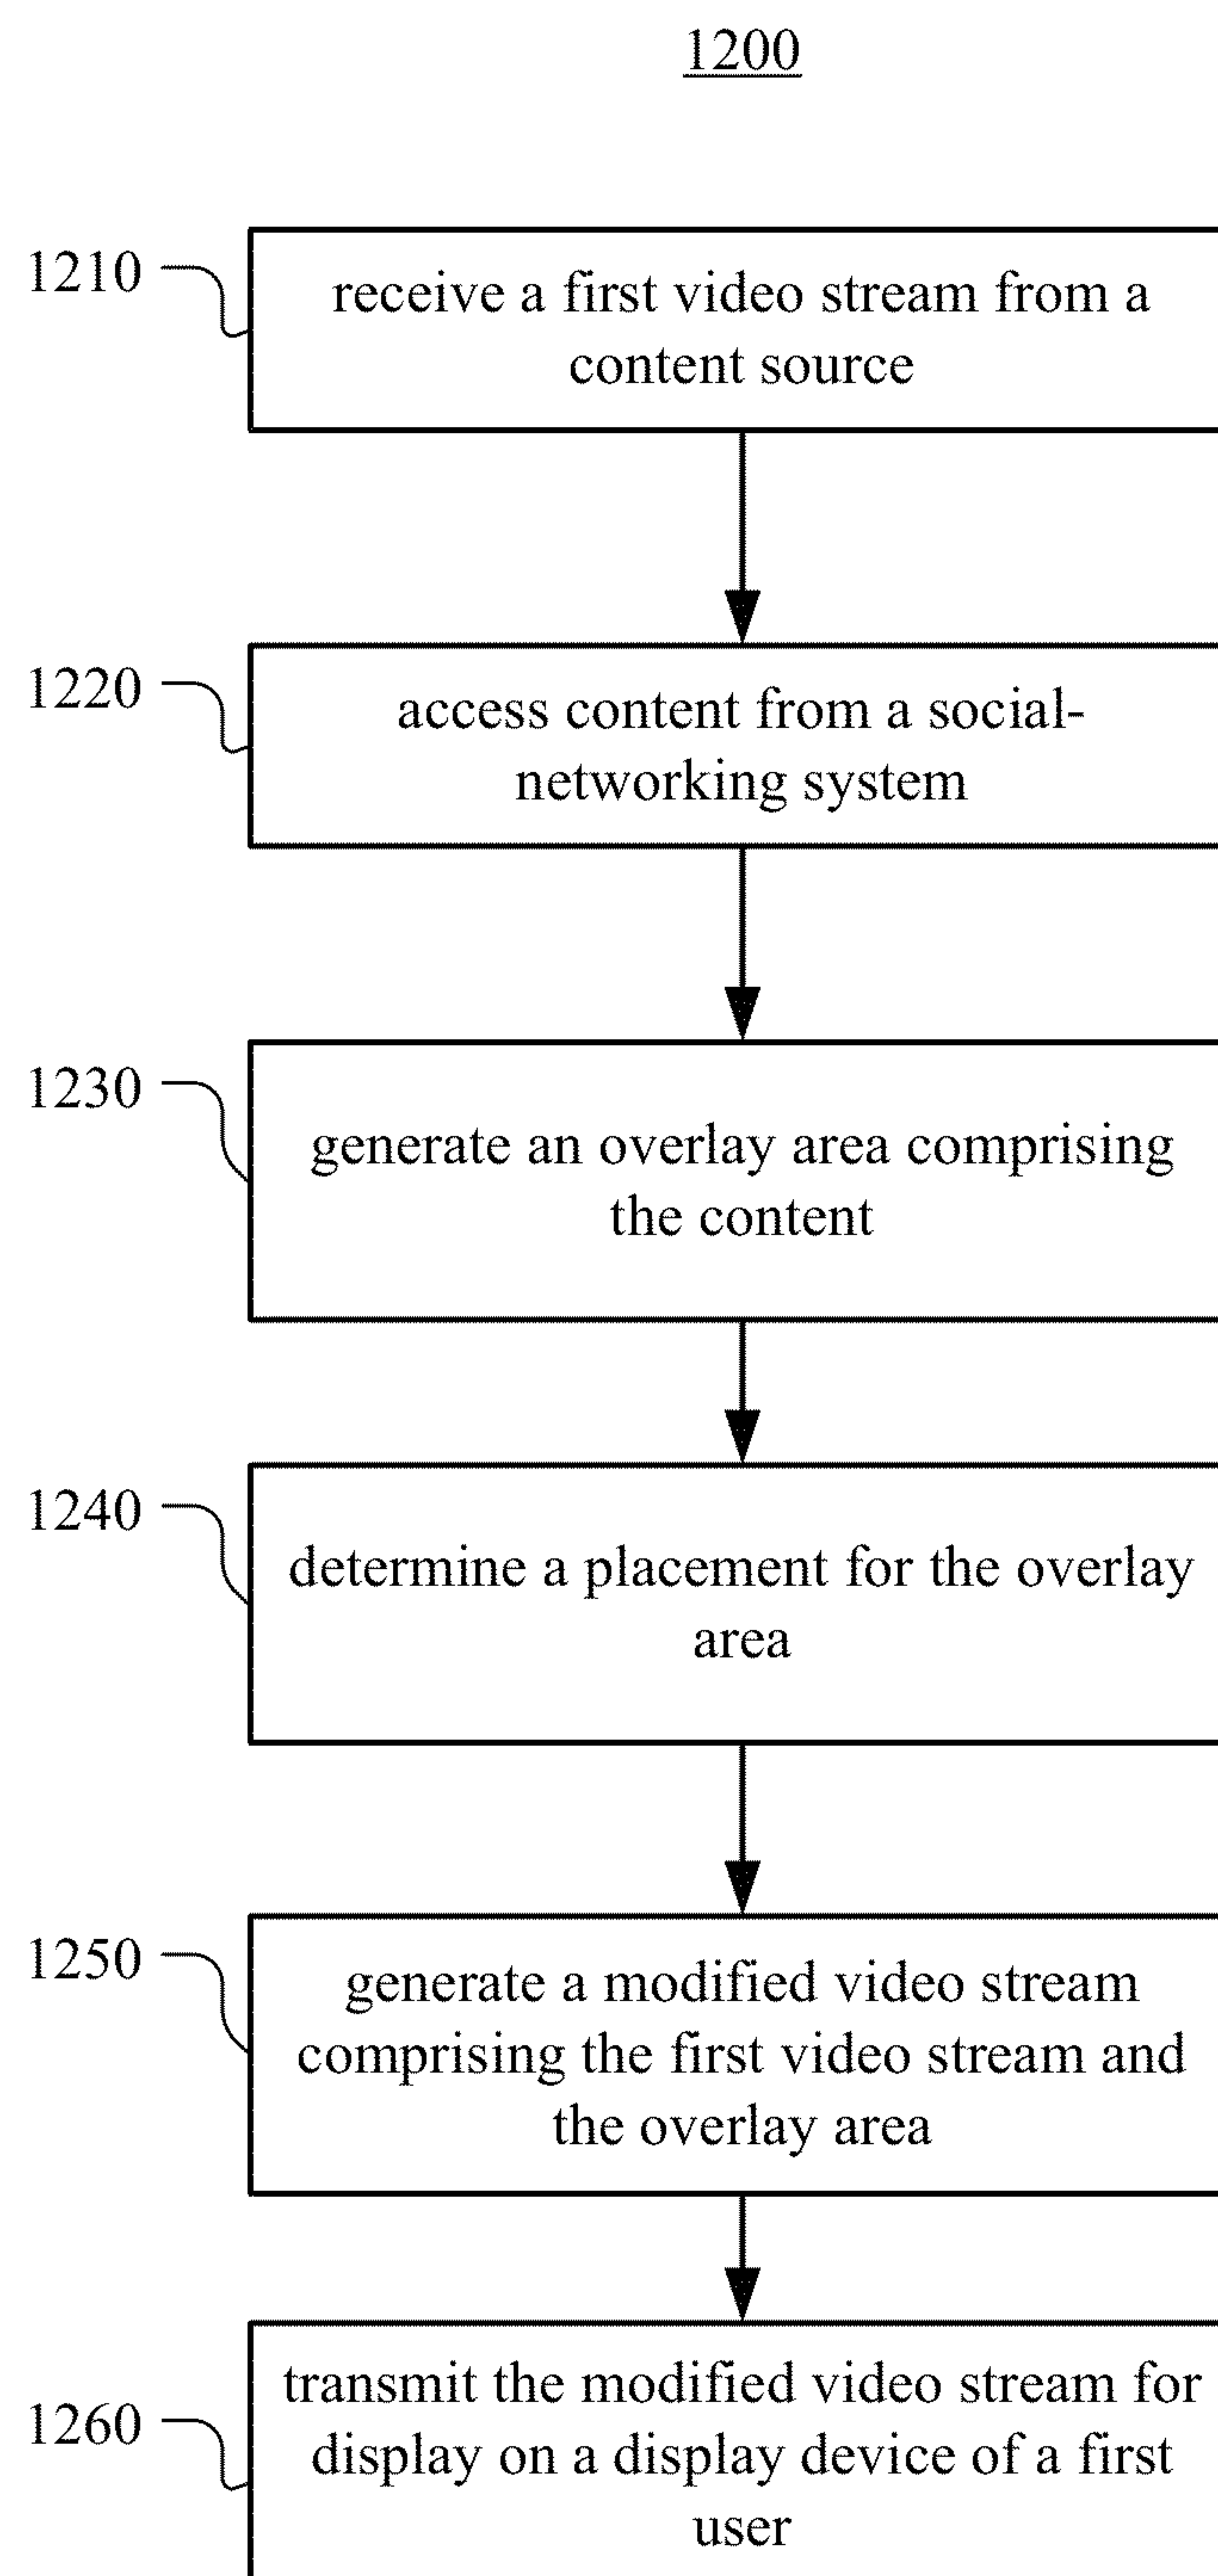 1200
1210
receive a first video stream from a
content source
1220
access content from a social-
networking system
1230
generate an overlay area comprising
the content
1240
determine a placement for the overlay
area
1250
generate a modified video stream
comprising the first video stream and
the overlay area
1260
transmit the modified video stream for
display on a display device of a first
user